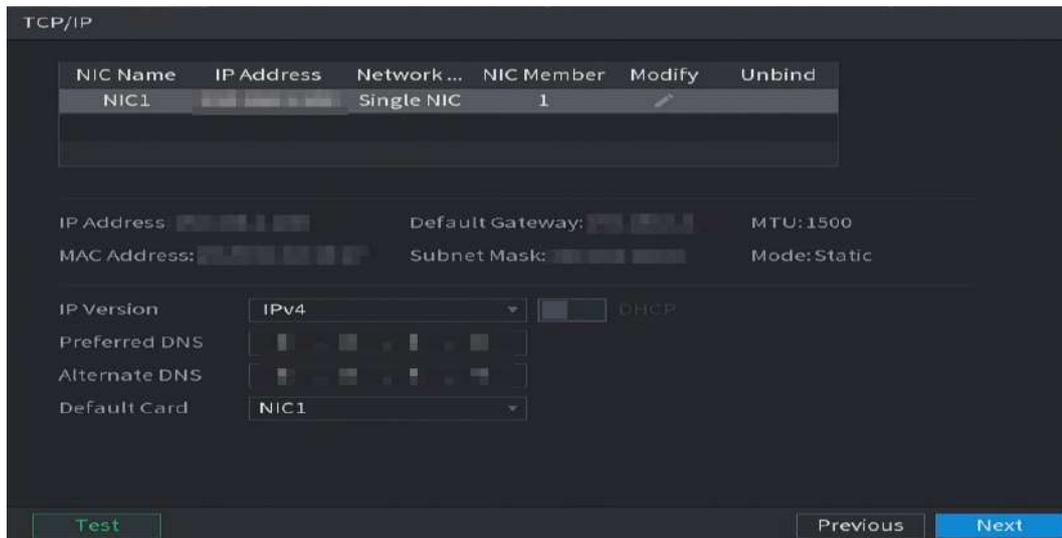 TCP/IP
NIC Name IP Address Network... NIC Member Modify Unbind
NIC1 Single NIC 1
IP Address Default Gateway: MTU:1500
MAC Address: Subnet Mask: Mode:Static
IP Version IPv4 DHCP
Preferred DNS
Alternate DNS
Default Card NIC1
Test Previous Next